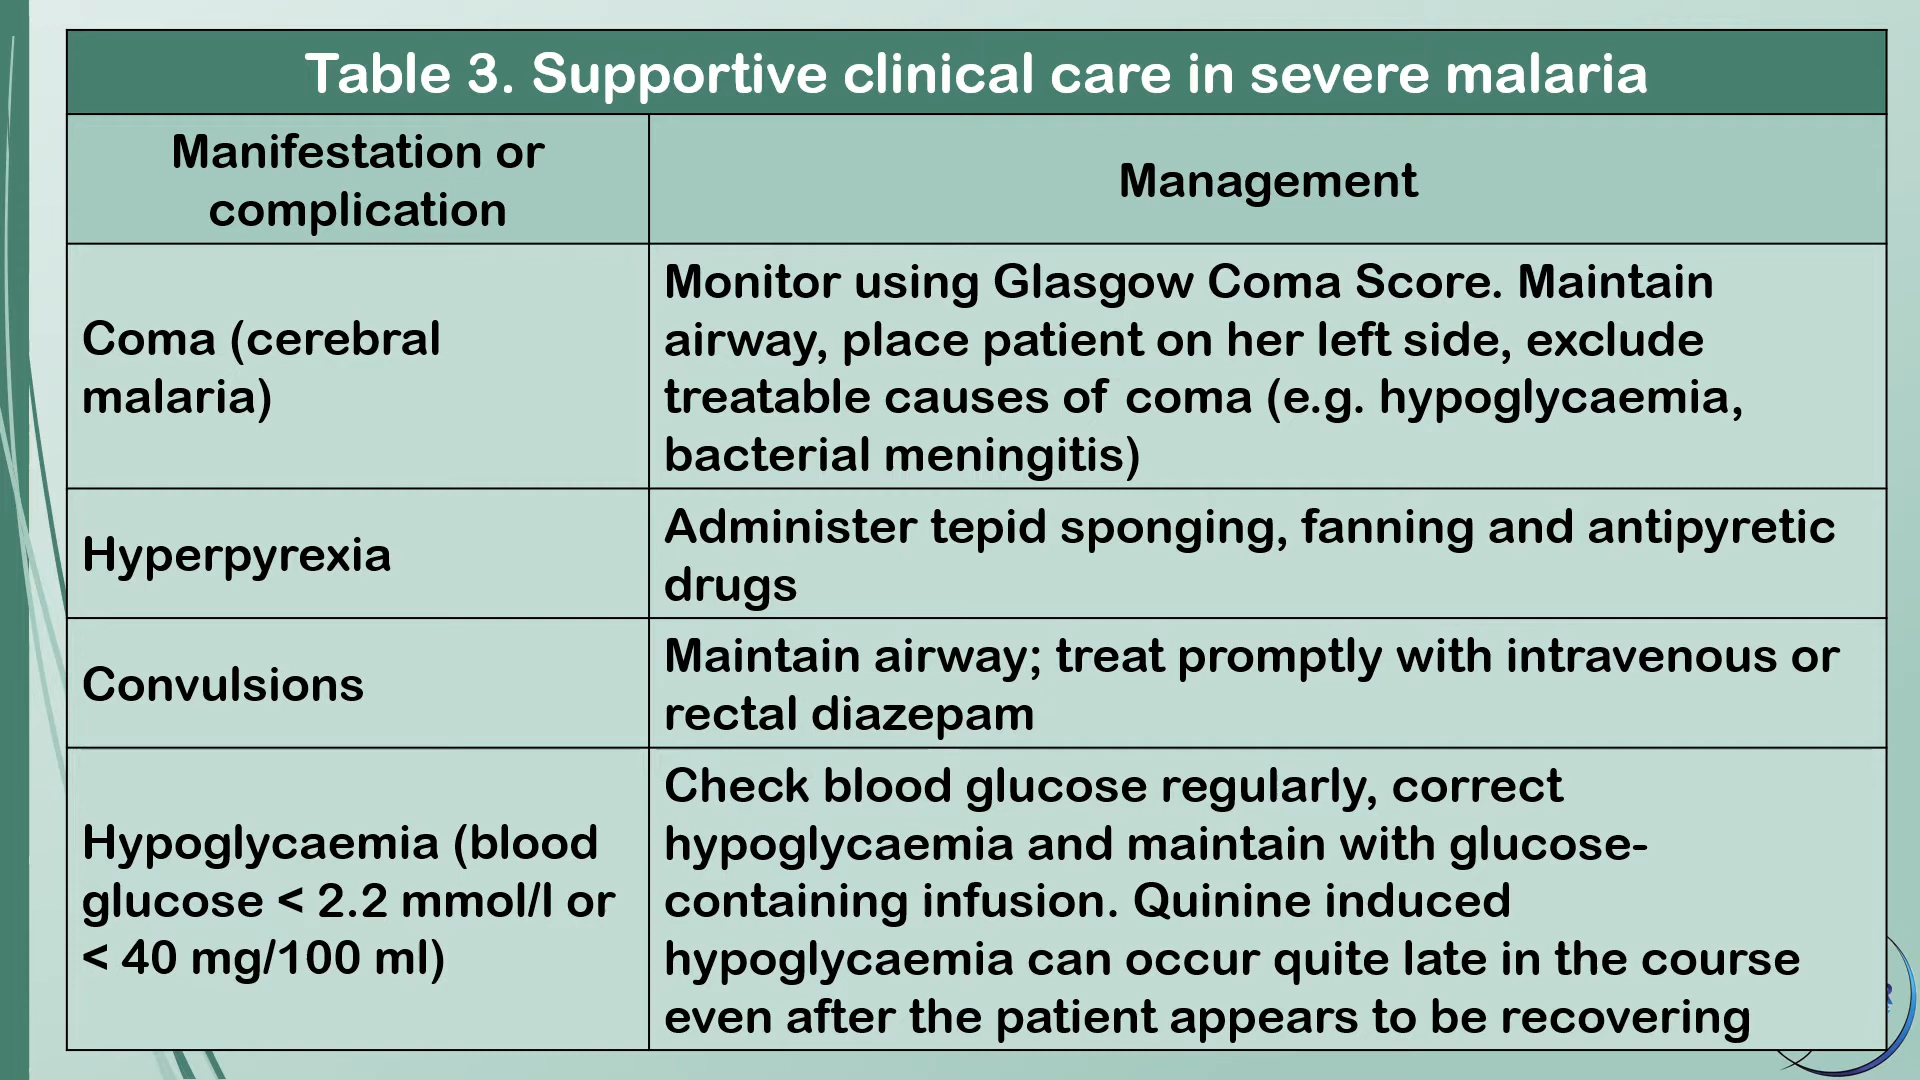 Table 3. Supportive clinical care in severe malaria
Manifestation or
complication
Management
Coma (cerebral
malaria)
Monitor using Glasgow Coma Score. Maintain
airway, place patient on her left side, exclude
treatable causes of coma (e.g. hypoglycaemia,
bacterial meningitis)
Hyperpyrexia
Administer tepid sponging, fanning and antipyretic
drugs
Convulsions
Maintain airway; treat promptly with intravenous or
rectal diazepam
Hypoglycaemia (blood
glucose < 2.2 mmol/l or
< 40 mg/100 ml)
Check blood glucose regularly, correct
hypoglycaemia and maintain with glucose-
containing infusion. Quinine induced
hypoglycaemia can occur quite late in the course
even after the patient appears to be recovering